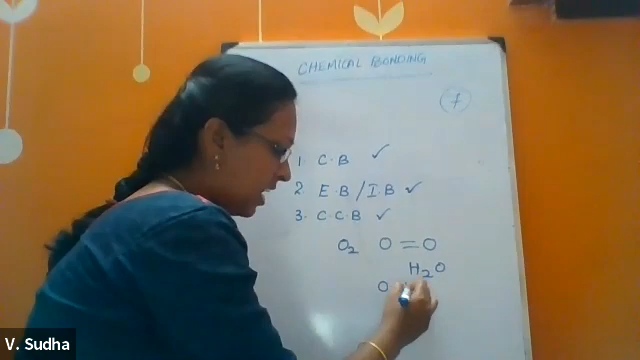 CHEMICAL BONDING
7
1. C.B ✓
2. E.B / I.B ✓
3. C.C.B ✓
O₂ O = O
H₂O
O
V. Sudha